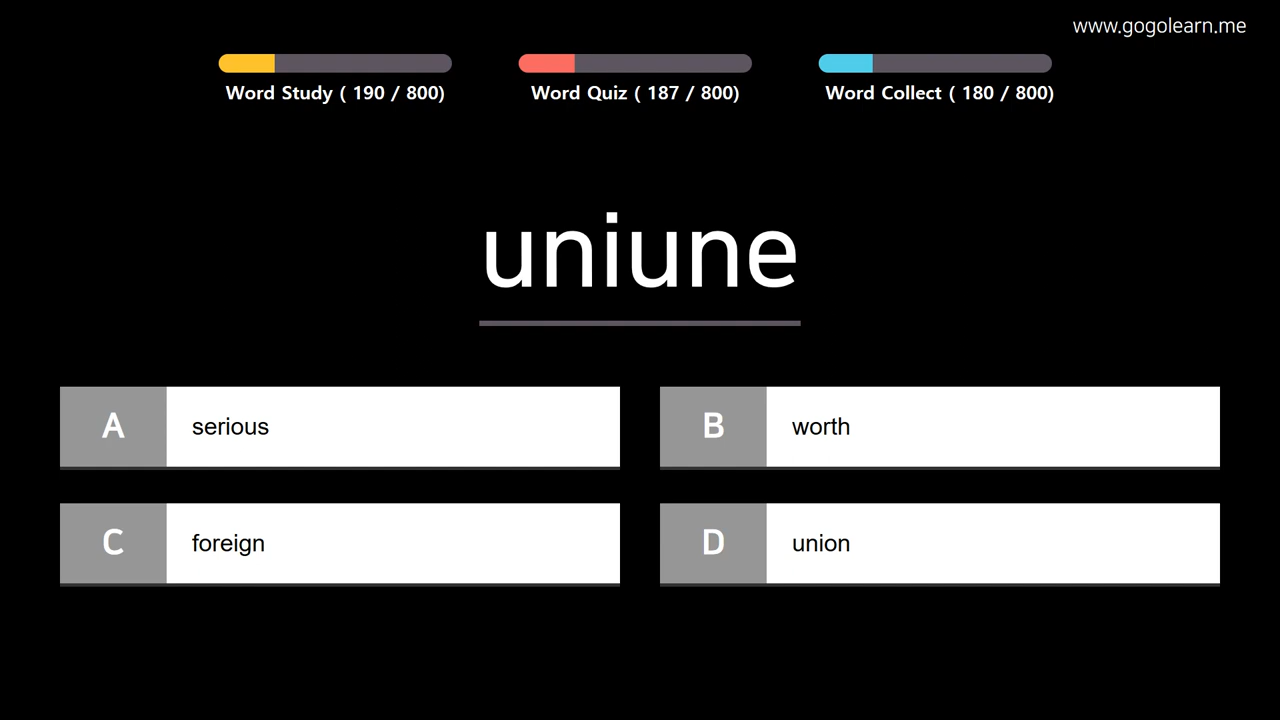 www.gogolearn.me
Word Study ( 190 / 800)
Word Quiz ( 187 / 800)
Word Collect ( 180 / 800)
uniune
A serious
B worth
C foreign
D union